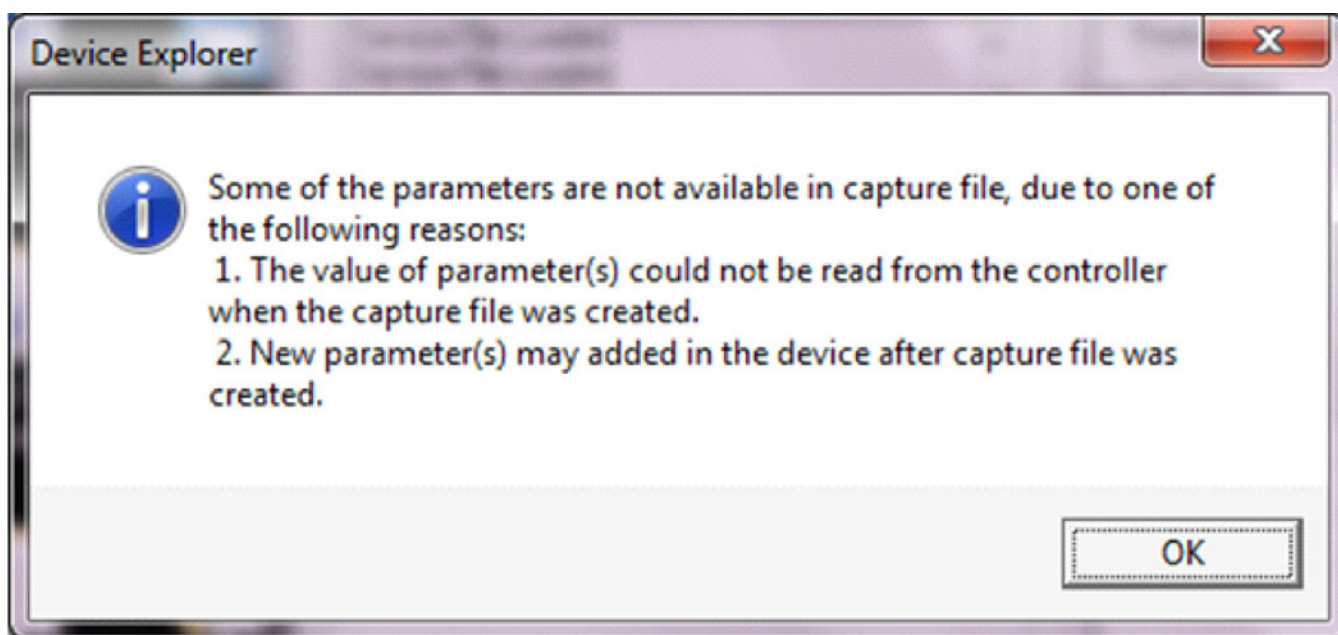 Device Explorer
Some of the parameters are not available in capture file, due to one of
the following reasons:
1. The value of parameter(s) could not be read from the controller
when the capture file was created.
2. New parameter(s) may added in the device after capture file was
created.
OK